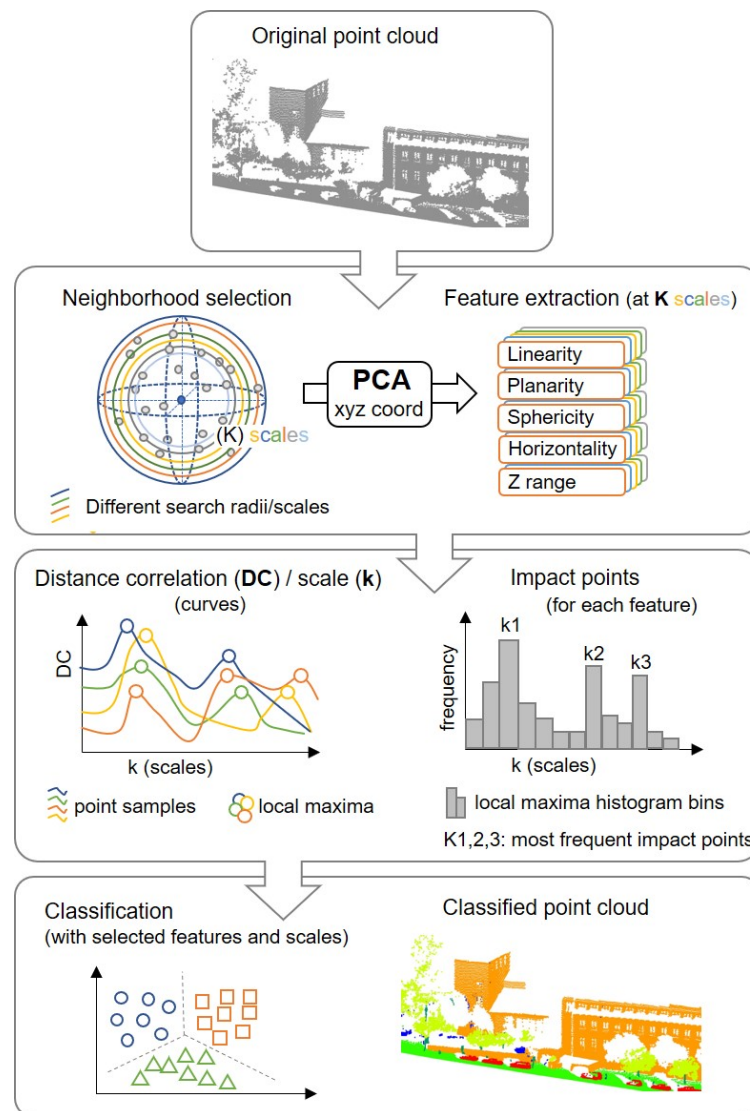 Original point cloud
Neighborhood selection
(K) scales
Different search radii/scales
PCA
xyz coord
Feature extraction (at K scales)
Linearity
Planarity
Sphericity
Horizontality
Z range
Distance correlation (DC) / scale (k)
(curves)
DC
k (scales)
point samples
local maxima
Impact points
(for each feature)
k1
k2
k3
frequency
k (scales)
local maxima histogram bins
K1,2,3: most frequent impact points
Classification
(with selected features and scales)
Classified point cloud